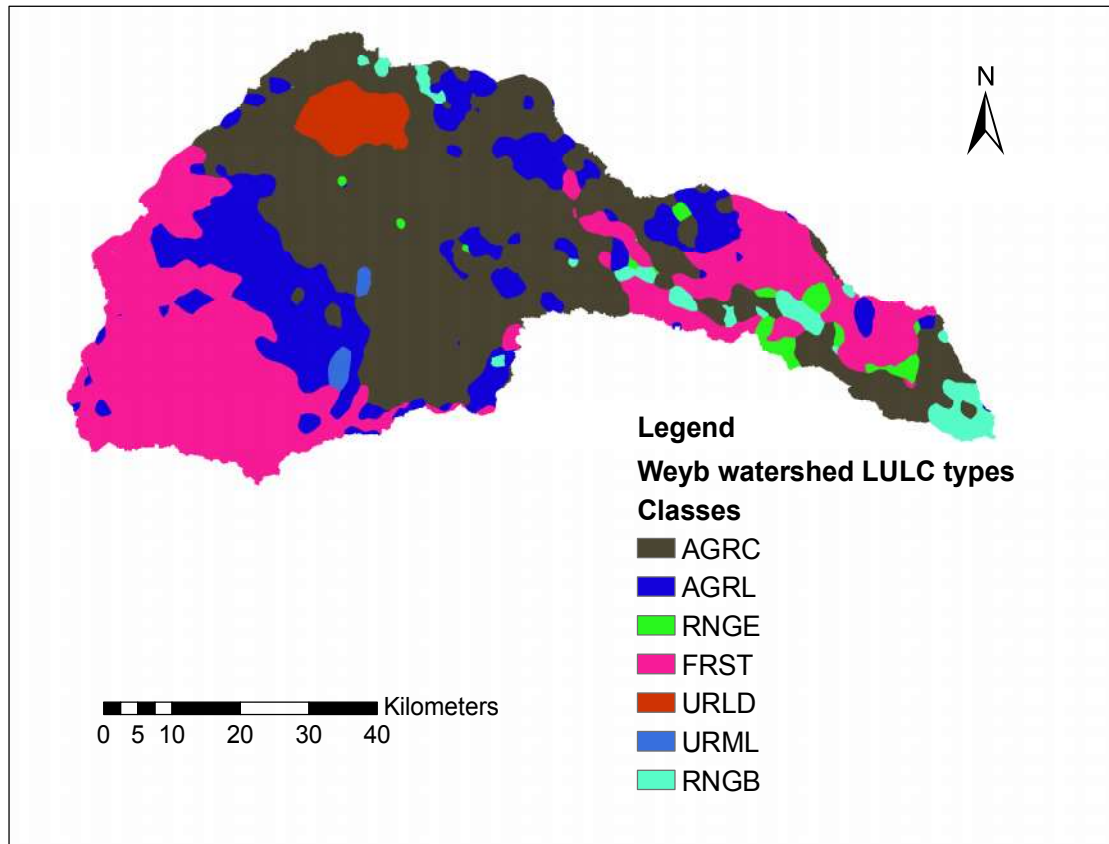 N
Legend
Weyb watershed LULC types
Classes
AGRC
AGRL
RNGE
FRST
URLD
URML
RNGB
Kilometers
0 5 10 20 30 40